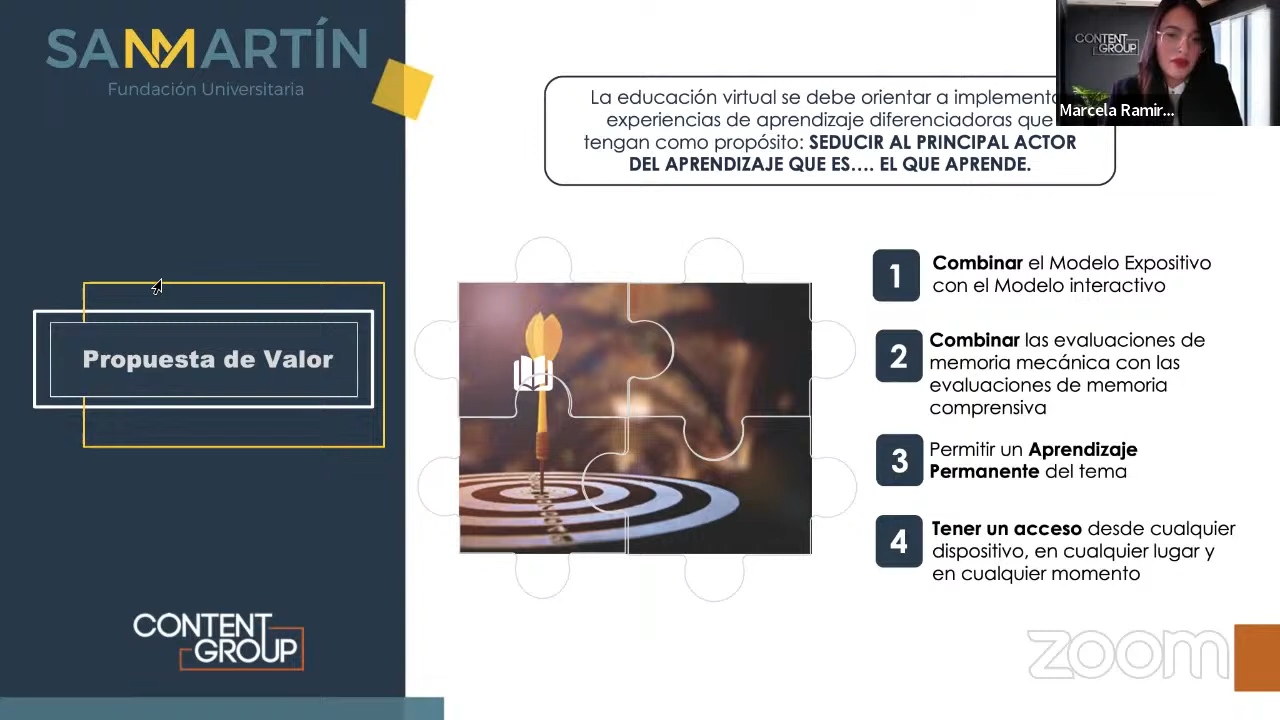 SANMARTÍN
Fundación Universitaria
La educación virtual se debe orientar a
experiencias de aprendizaje diferenciadoras que
tengan como propósito: SEDUCIR AL PRINCIPAL ACTOR
DEL APRENDIZAJE QUE ES…. EL QUE APRENDE.
CONTENT
GROUP
Marcela Ramir...
Propuesta de Valor
1
Combinar el Modelo Expositivo
con el Modelo interactivo
2
Combinar las evaluaciones de
memoria mecánica con las
evaluaciones de memoria
comprensiva
3
Permitir un Aprendizaje
Permanente del tema
4
Tener un acceso desde cualquier
dispositivo, en cualquier lugar y
en cualquier momento
CONTENT
GROUP
zoom